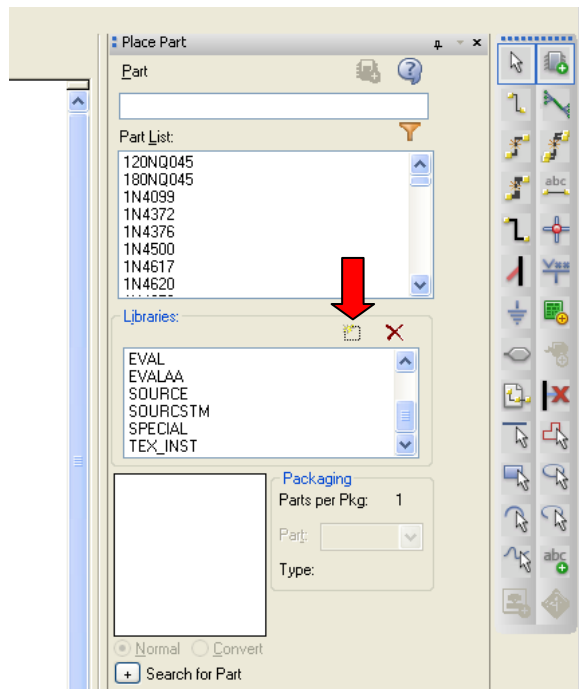 Place Part
Part
Part List:
120NQ045
180NQ045
1N4099
1N4372
1N4376
1N4500
1N4617
1N4620
Libraries:
EVAL
EVALAA
SOURCE
SOURCSTM
SPECIAL
TEX_INST
Packaging
Parts per Pkg: 1
Part:
Type:
Normal Convert
+ Search for Part
abc
abc